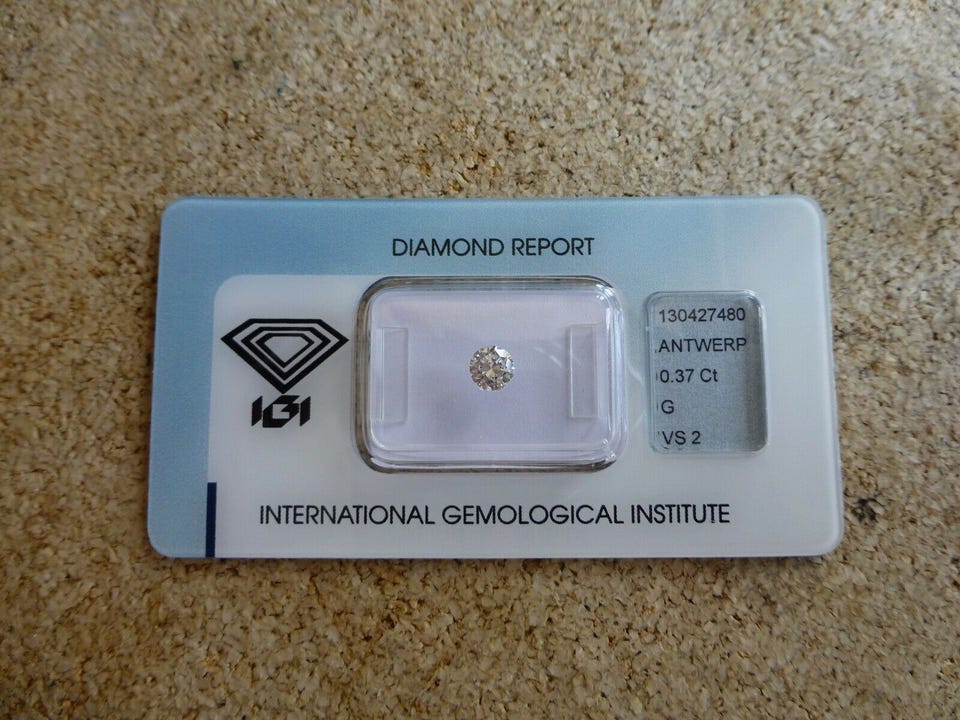 DIAMOND REPORT
IGI
130427480
ANTWERP
0.37 Ct
G
VS 2
INTERNATIONAL GEMOLOGICAL INSTITUTE